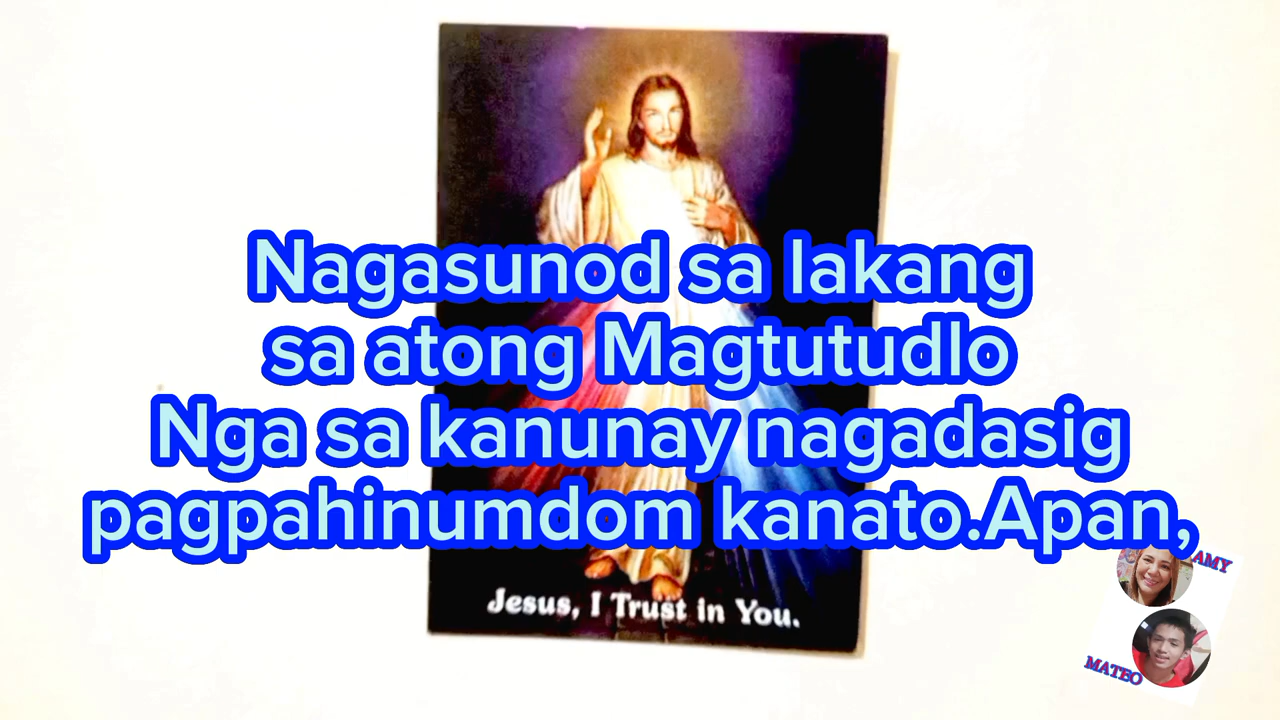 Nagasunod sa lakang
sa atong Magtutudlo
Nga sa kanunay nagadasig
pagpahinumdom kanato.Apan,
Jesus, I Trust in You.
AMY
MATEO